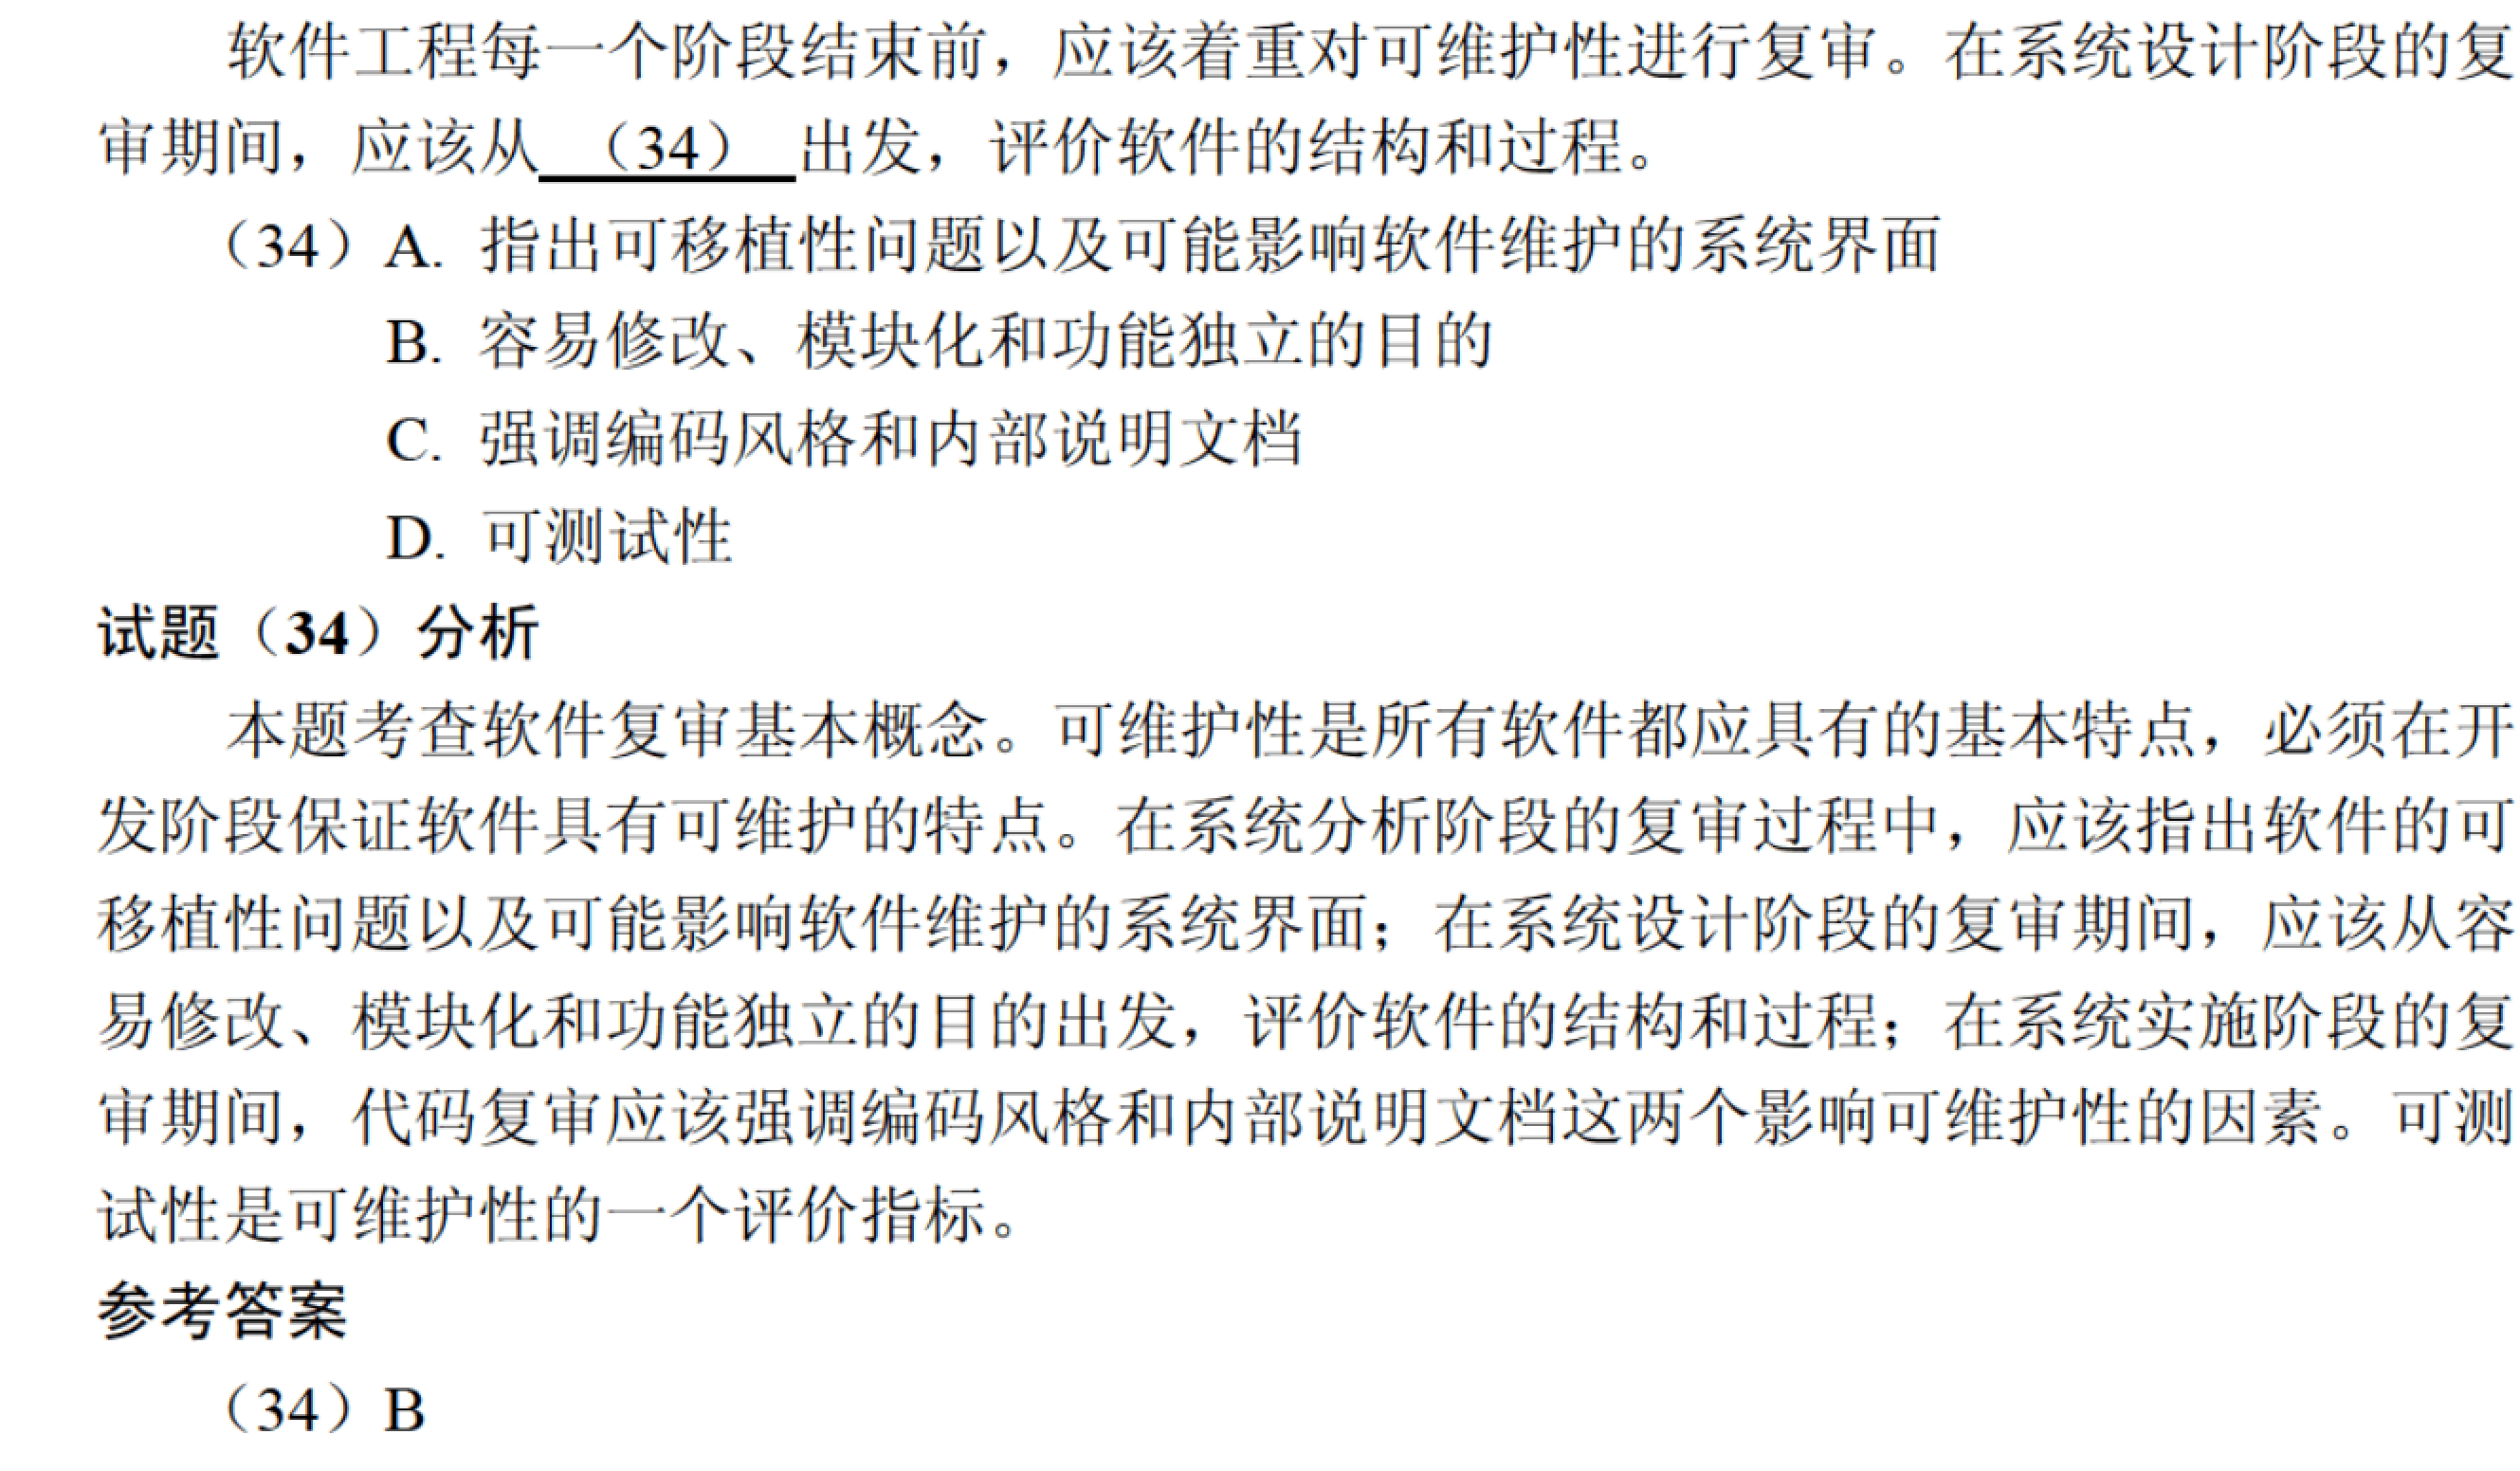 软件工程每一个阶段结束前，应该着重对可维护性进行复审。在系统设计阶段的复
审期间，应该从 （34） 出发，评价软件的结构和过程。
（34）A. 指出可移植性问题以及可能影响软件维护的系统界面
B. 容易修改、模块化和功能独立的目的
C. 强调编码风格和内部说明文档
D. 可测试性
试题（34）分析
本题考查软件复审基本概念。可维护性是所有软件都应具有的基本特点，必须在开
发阶段保证软件具有可维护的特点。在系统分析阶段的复审过程中，应该指出软件的可
移植性问题以及可能影响软件维护的系统界面；在系统设计阶段的复审期间，应该从容
易修改、模块化和功能独立的目的出发，评价软件的结构和过程；在系统实施阶段的复
审期间，代码复审应该强调编码风格和内部说明文档这两个影响可维护性的因素。可测
试性是可维护性的一个评价指标。
参考答案
（34）B